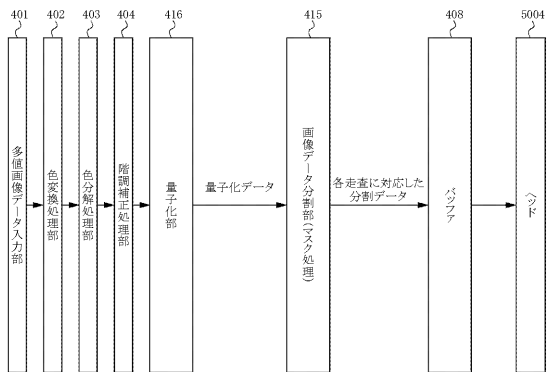 401
402
403
404
416
415
408
5004
多値画像データ入力部
色変換処理部
色分解処理部
階調補正処理部
量子化部
量子化データ
画像データ分割部(マスク処理)
各走査に対応した
分割データ
バッファ
ヘッド